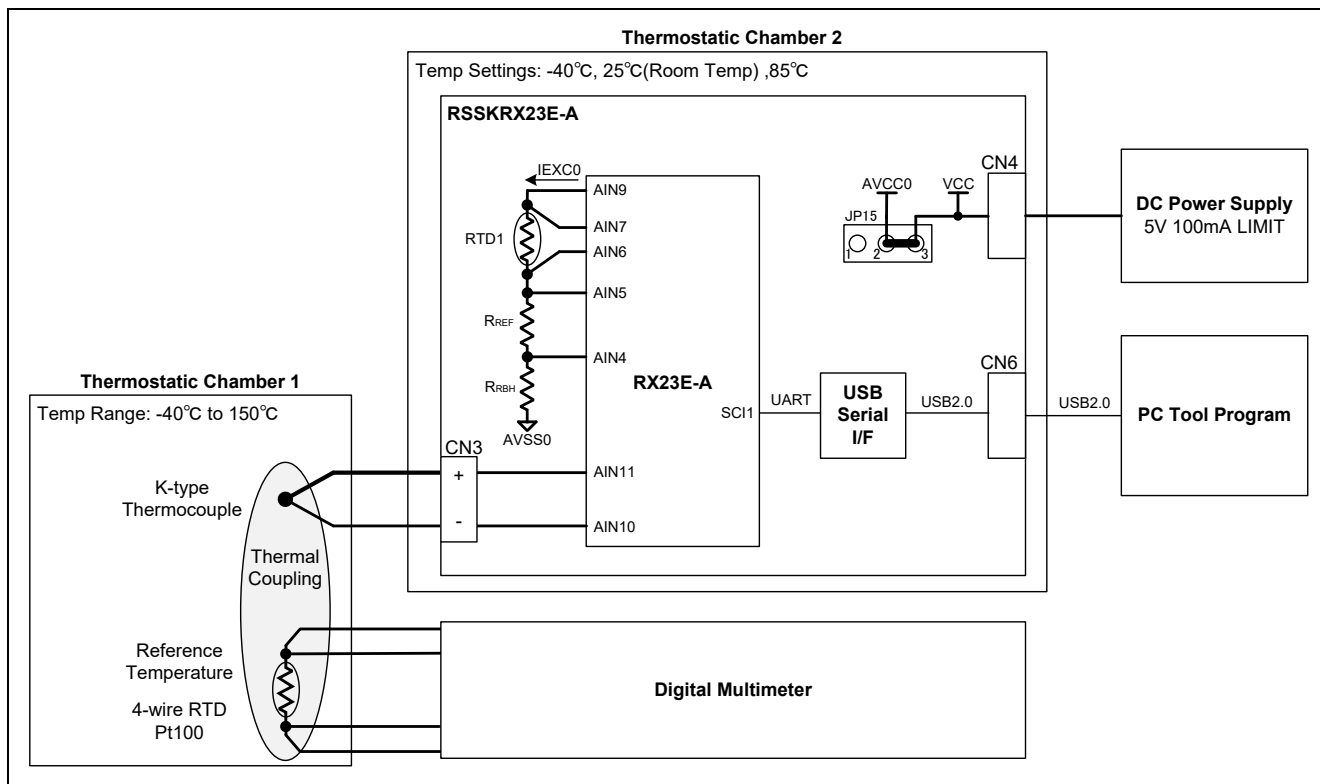 Thermostatic Chamber 2
Temp Settings: -40℃, 25℃(Room Temp) ,85℃
RSSKRX23E-A
IEXC0
AIN9
AIN7
RTD1
AIN6
AIN5
RREF
AIN4
RRBH
AVSS0
RX23E-A
SCI1
UART
USB
Serial
I/F
USB2.0
CN6
USB2.0
PC Tool Program
AVCC0
VCC
JP15
1
2
3
CN4
DC Power Supply
5V 100mA LIMIT
CN3
+
-
AIN11
AIN10
Thermostatic Chamber 1
Temp Range: -40℃ to 150℃
K-type
Thermocouple
Thermal
Coupling
Reference
Temperature
4-wire RTD
Pt100
Digital Multimeter